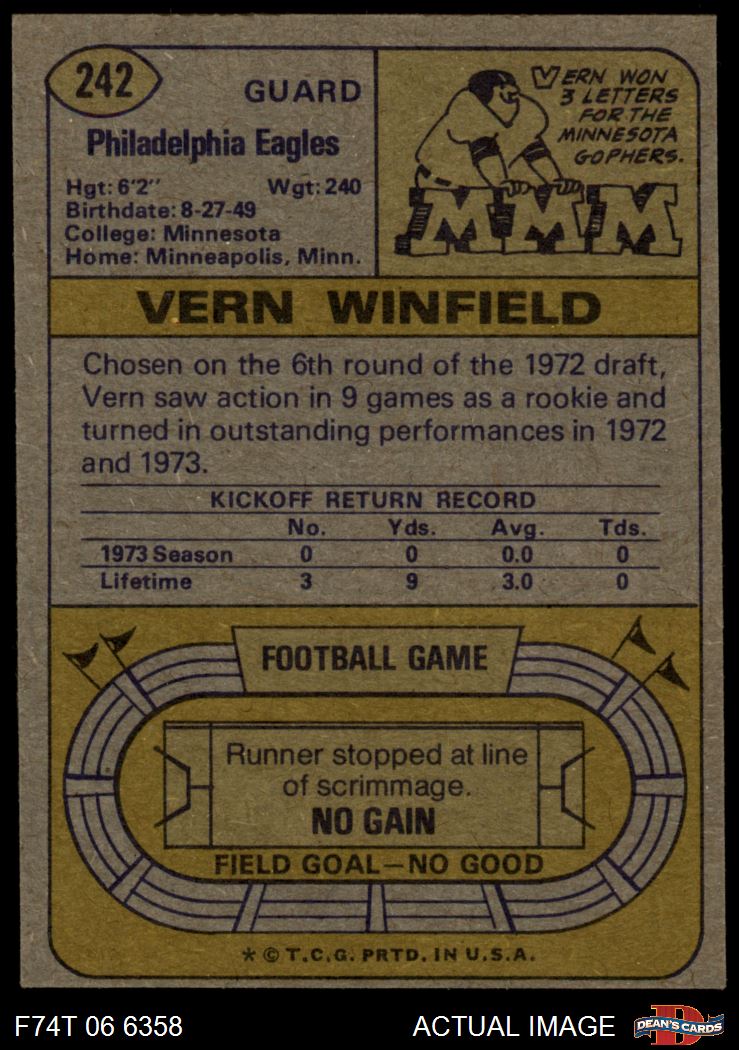 242
GUARD
Philadelphia Eagles
Hgt: 6'2" Wgt: 240
Birthdate: 8-27-49
College: Minnesota
Home: Minneapolis, Minn.
VERN WON
3 LETTERS
FOR THE
MINNESOTA
GOPHERS.
MMM
VERN WINFIELD
Chosen on the 6th round of the 1972 draft,
Vern saw action in 9 games as a rookie and
turned in outstanding performances in 1972
and 1973.
KICKOFF RETURN RECORD
No. Yds. Avg. Tds.
1973 Season 0 0 0.0 0
Lifetime 3 9 3.0 0
FOOTBALL GAME
Runner stopped at line
of scrimmage.
NO GAIN
FIELD GOAL—NO GOOD
* © T.C.G. PRTD. IN U.S.A.
F74T 06 6358 ACTUAL IMAGE
D
DEAN'S CARDS